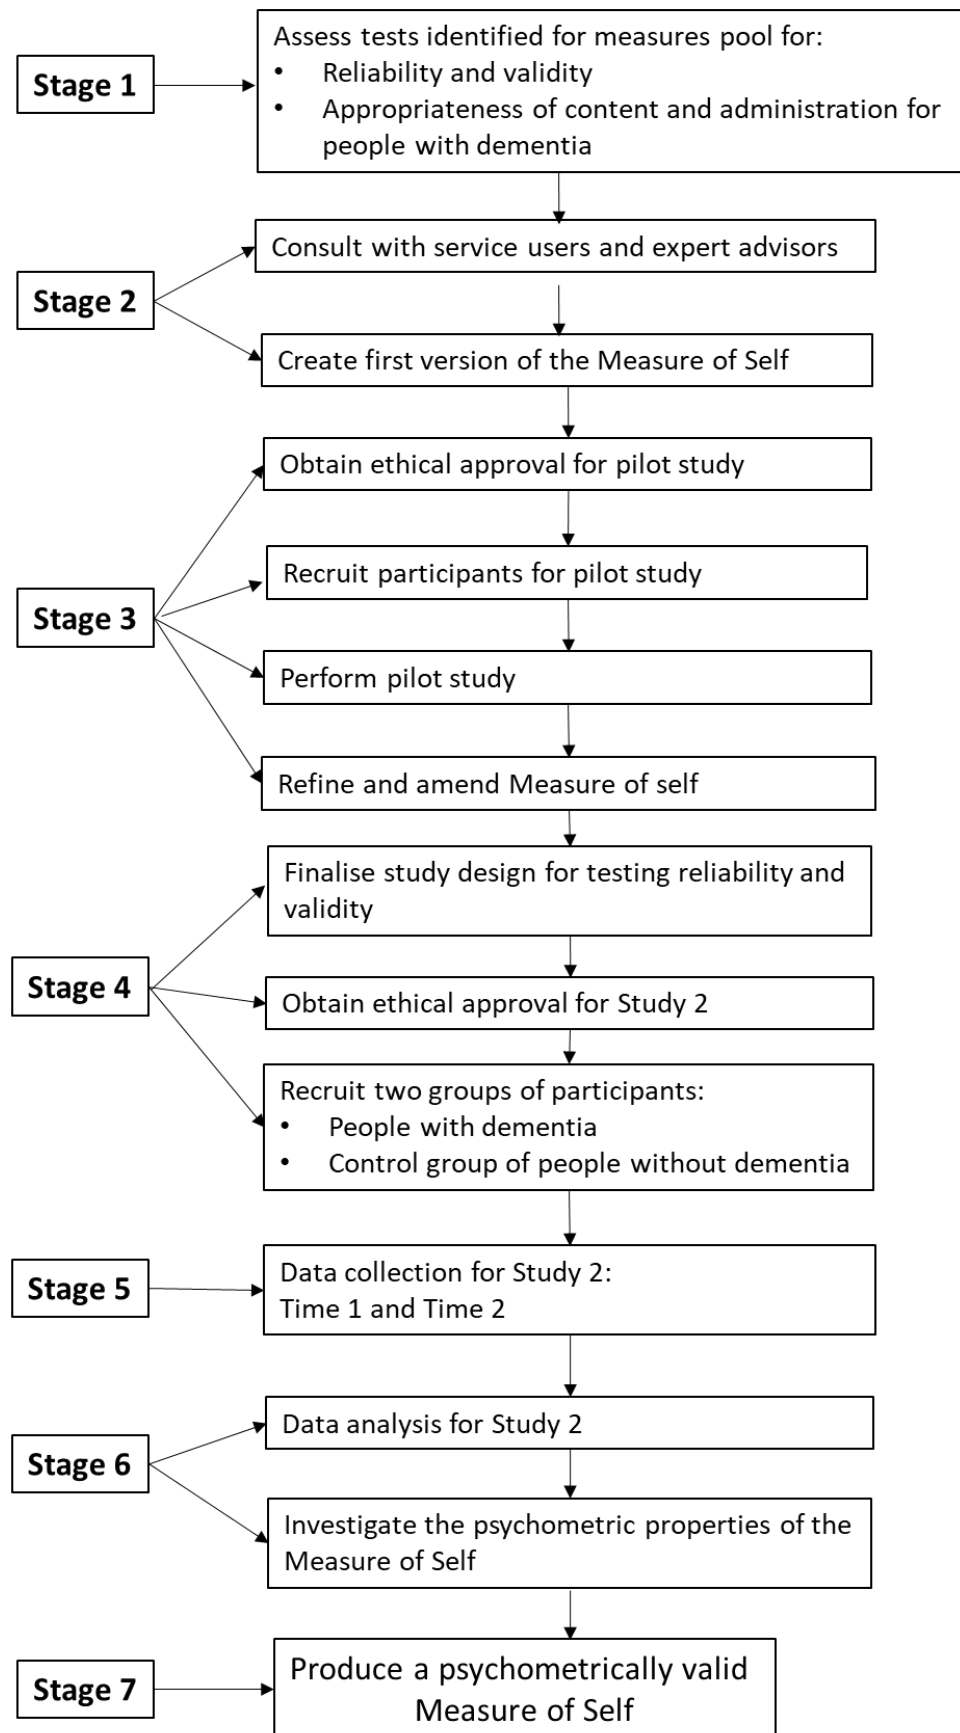 Stage 1
Assess tests identified for measures pool for:
• Reliability and validity
• Appropriateness of content and administration for
people with dementia
Stage 2
Consult with service users and expert advisors
Create first version of the Measure of Self
Stage 3
Obtain ethical approval for pilot study
Recruit participants for pilot study
Perform pilot study
Refine and amend Measure of self
Stage 4
Finalise study design for testing reliability and
validity
Obtain ethical approval for Study 2
Recruit two groups of participants:
• People with dementia
• Control group of people without dementia
Stage 5
Data collection for Study 2:
Time 1 and Time 2
Stage 6
Data analysis for Study 2
Investigate the psychometric properties of the
Measure of Self
Stage 7
Produce a psychometrically valid
Measure of Self